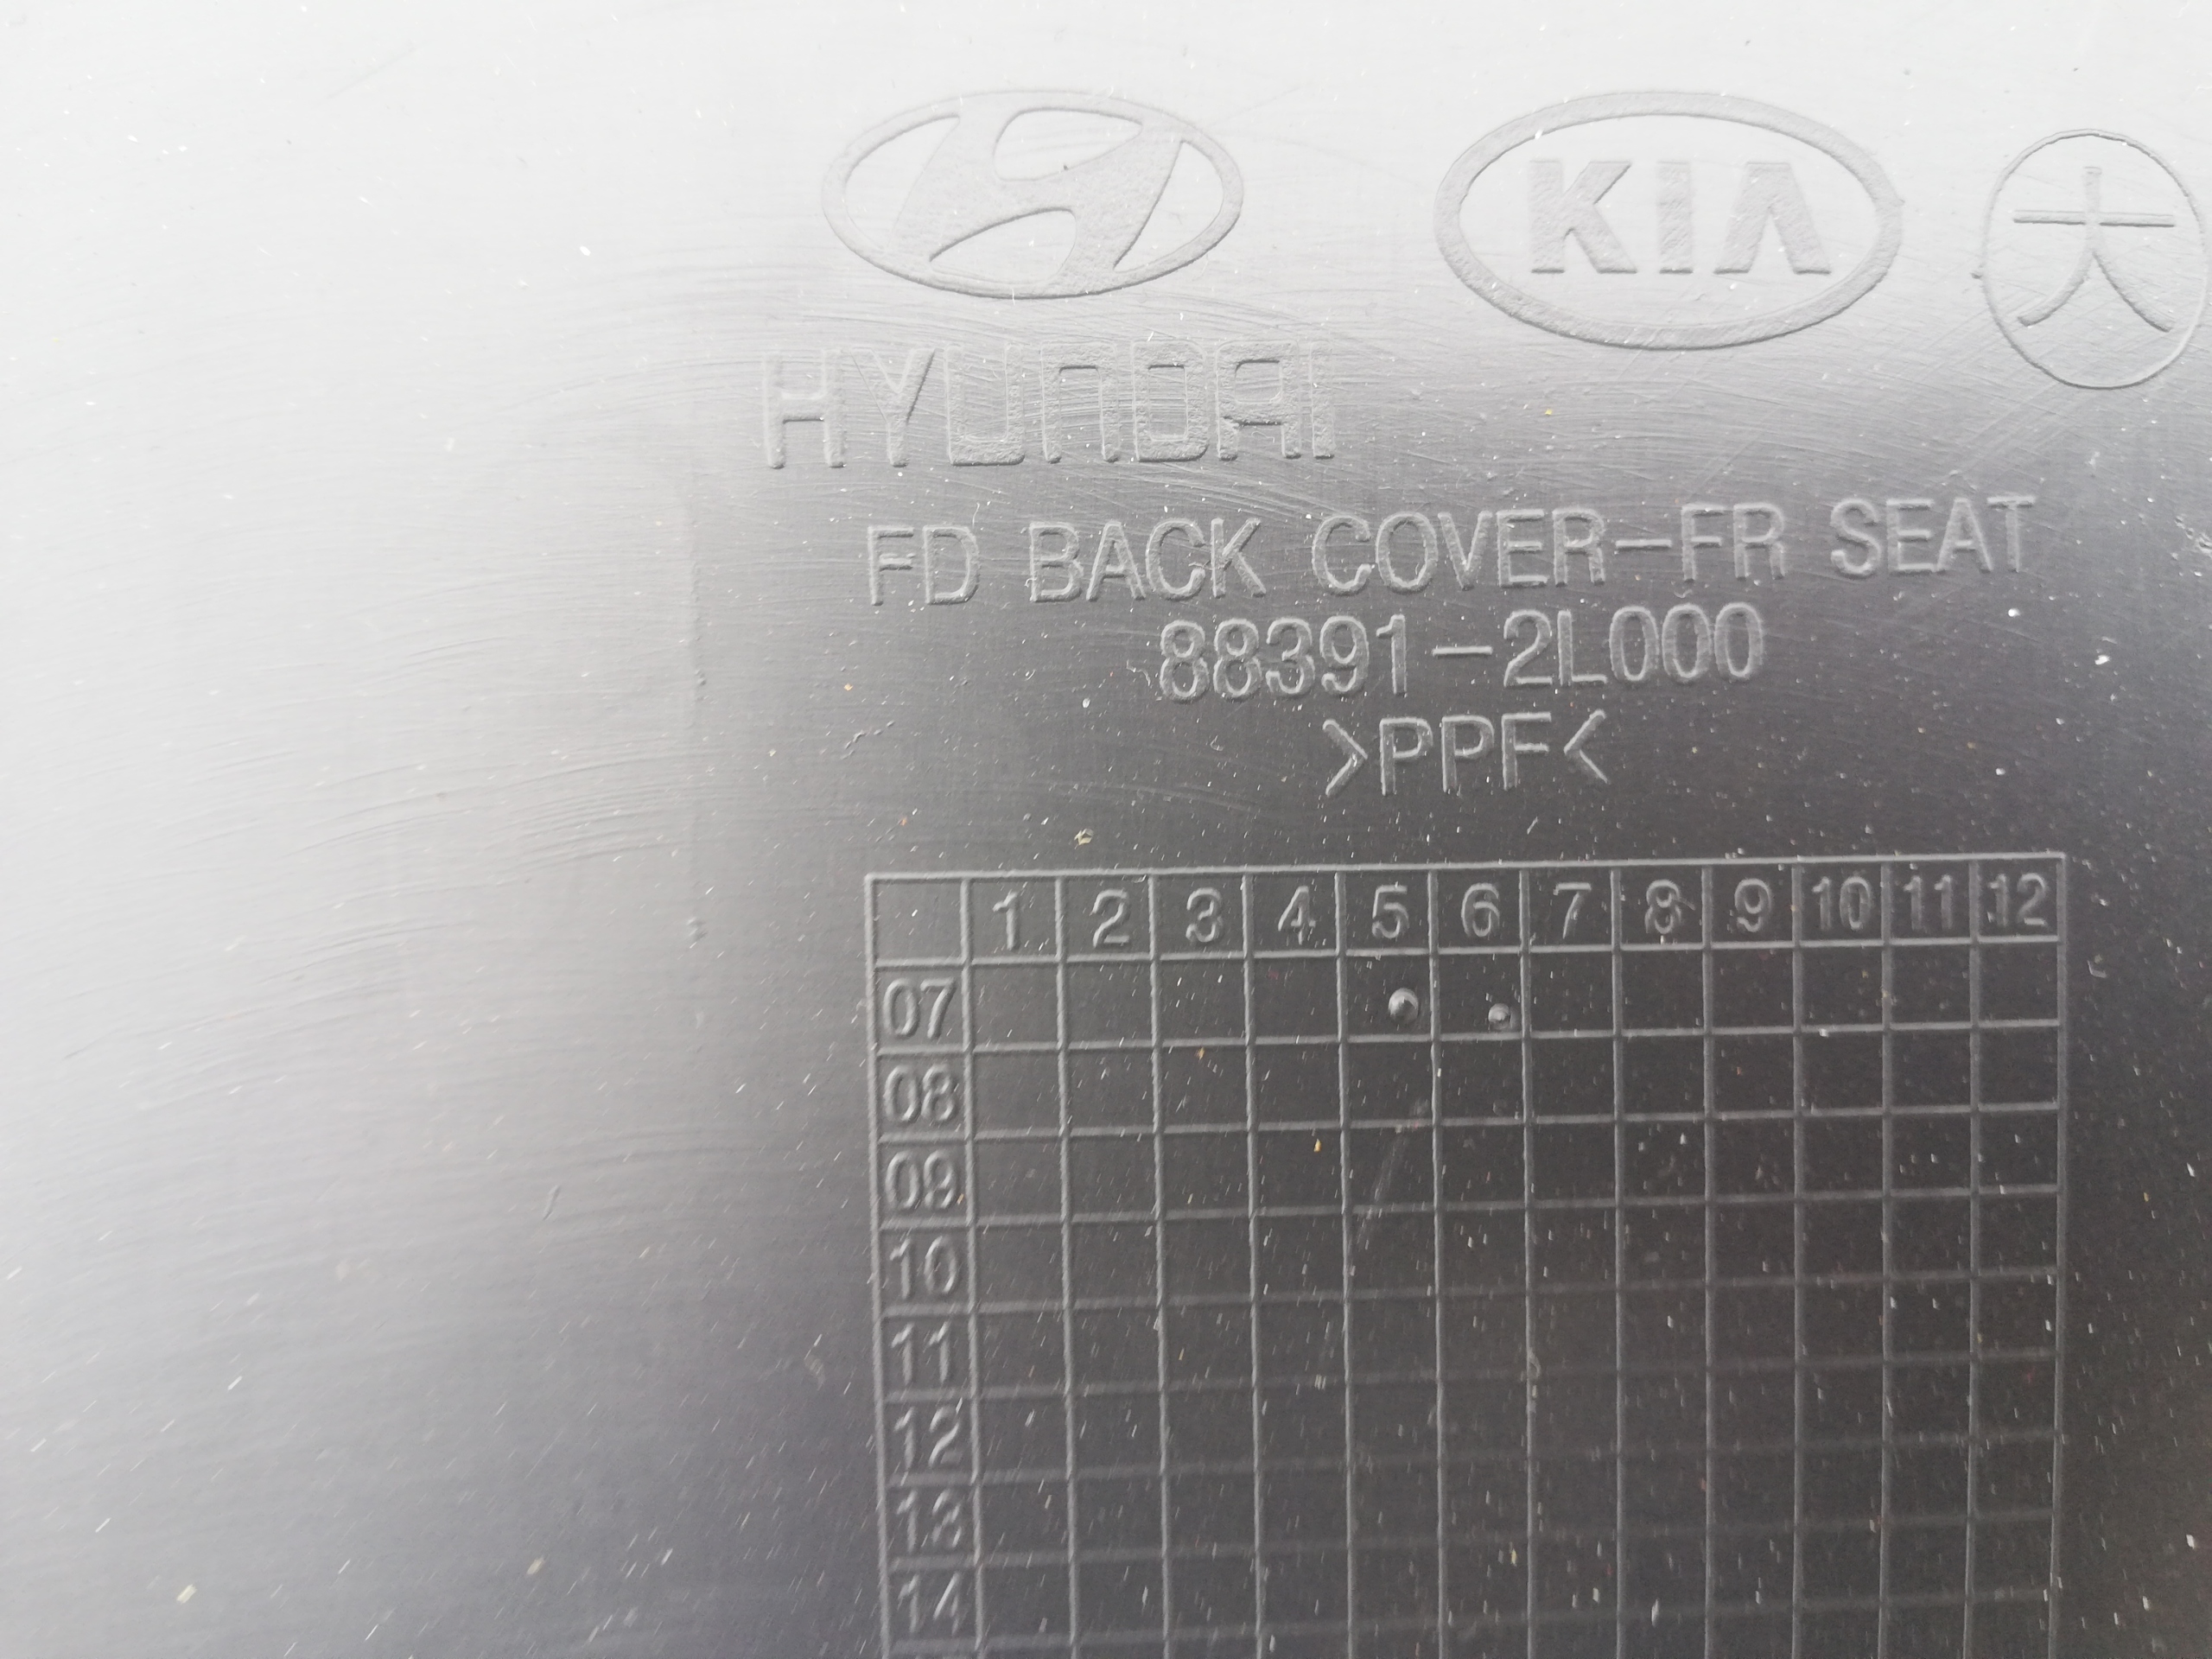 KIA 大
HYUNDAI
FD BACK COVER-FR SEAT
88391-2L000
>PPF<
1 2 3 4 5 6 7 8 9 10 11 12
07
08
09
10
11
12
13
14